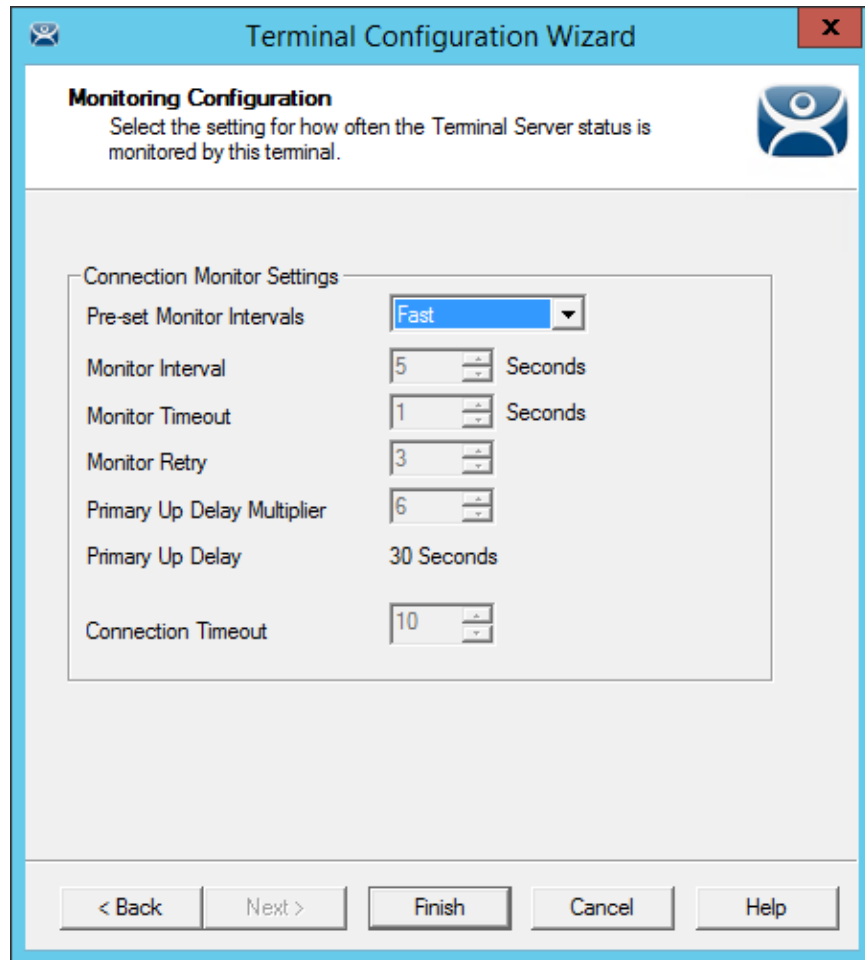 Terminal Configuration Wizard
x
Monitoring Configuration
Select the setting for how often the Terminal Server status is
monitored by this terminal.
Connection Monitor Settings
Pre-set Monitor Intervals Fast
Monitor Interval 5 Seconds
Monitor Timeout 1 Seconds
Monitor Retry 3
Primary Up Delay Multiplier 6
Primary Up Delay 30 Seconds
Connection Timeout 10
< Back Next > Finish Cancel Help